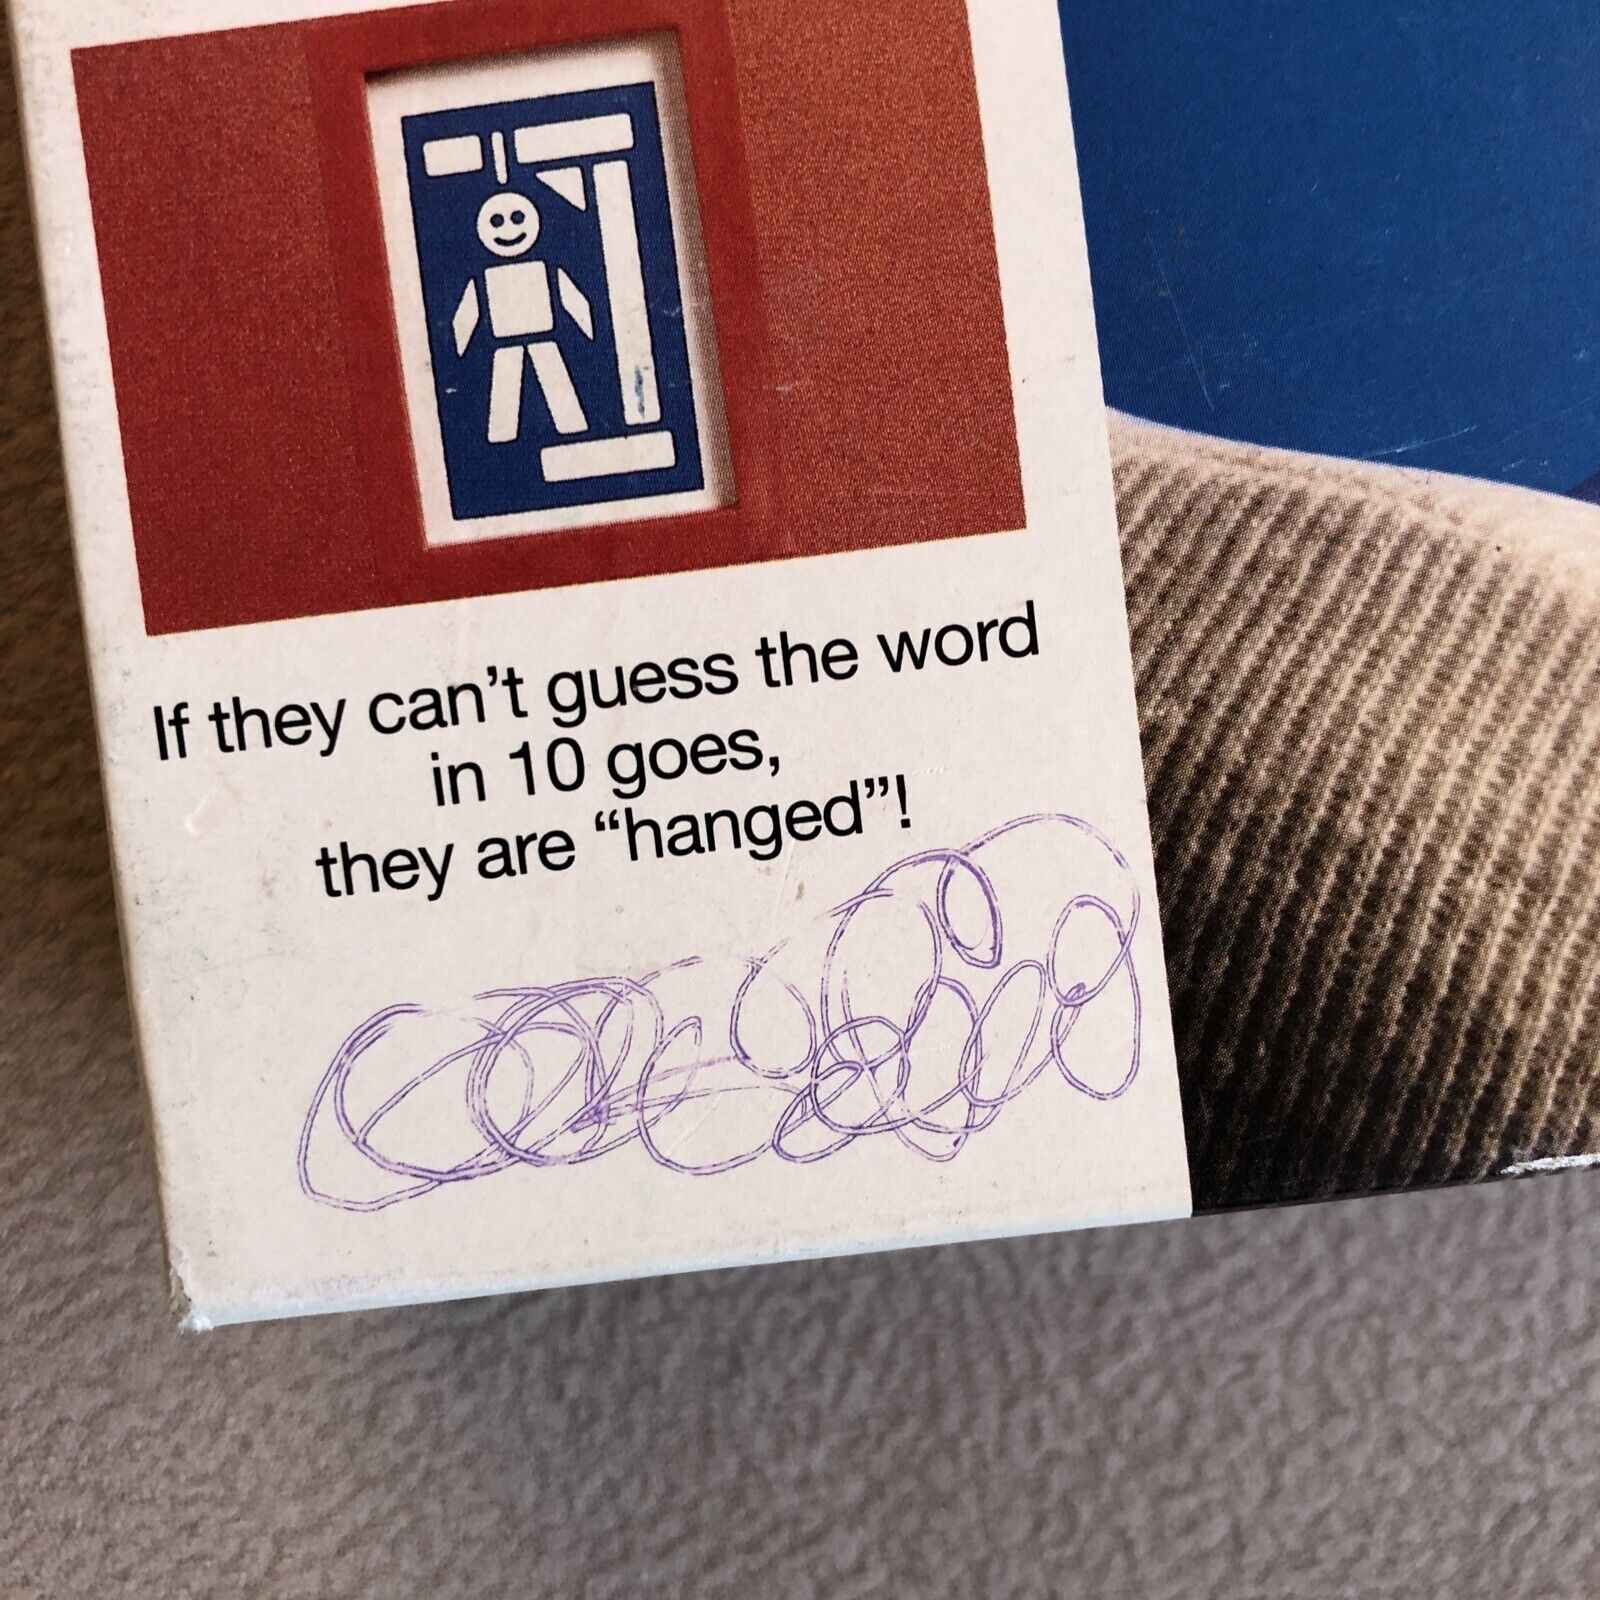 If they can’t guess the word
in 10 goes,
they are “hanged”!